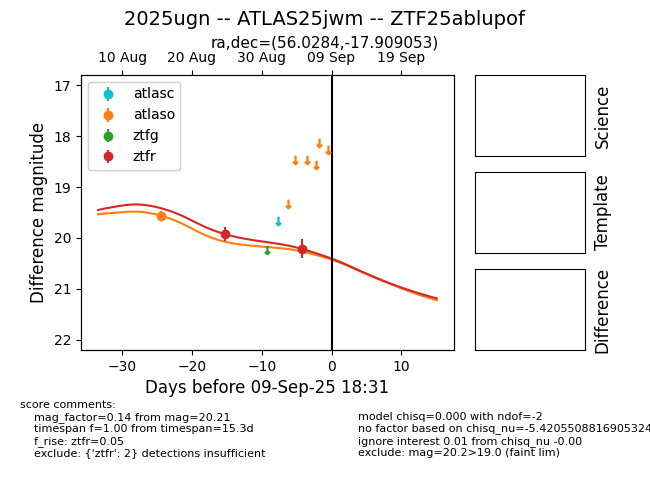 2025ugn -- ATLAS25jwm -- ZTF25ablupof
ra,dec=(56.0284,-17.909053)
10 Aug 20 Aug 30 Aug 09 Sep 19 Sep
atlasc
atlaso
ztfg
ztfr
17
18
19
20
21
22
Difference magnitude
−30 −20 −10 0 10
Days before 09-Sep-25 18:31
Science
Template
Difference
score comments:
mag_factor=0.14 from mag=20.21
timespan f=1.00 from timespan=15.3d
f_rise: ztfr=0.05
exclude: {'ztfr': 2} detections insufficient
model chisq=0.000 with ndof=-2
no factor based on chisq_nu=-5.4205508816905324
ignore interest 0.01 from chisq_nu -0.00
exclude: mag=20.2>19.0 (faint lim)